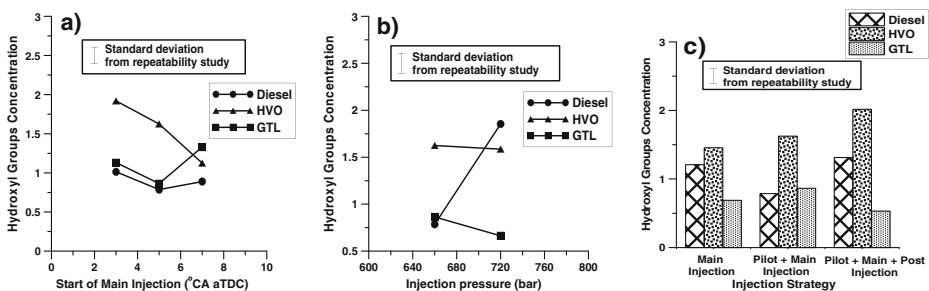 a)
Standard deviation
from repeatability study
Diesel
HVO
GTL
Hydroxyl Groups Concentration
3
2.5
2
1.5
1
0.5
0
0 2 4 6 8 10
Start of Main Injection (°CA aTDC)
b)
Standard deviation
from repeatability study
Diesel
HVO
GTL
Hydroxyl Groups Concentration
3
2.5
2
1.5
1
0.5
600 640 680 720 760 800
Injection pressure (bar)
Diesel
HVO
GTL
c)
Standard deviation
from repeatability study
Hydroxyl Groups Concentration
3
2
1
0
Main
Injection
Pilot + Main
Injection
Pilot + Main + Post
Injection
Injection Strategy